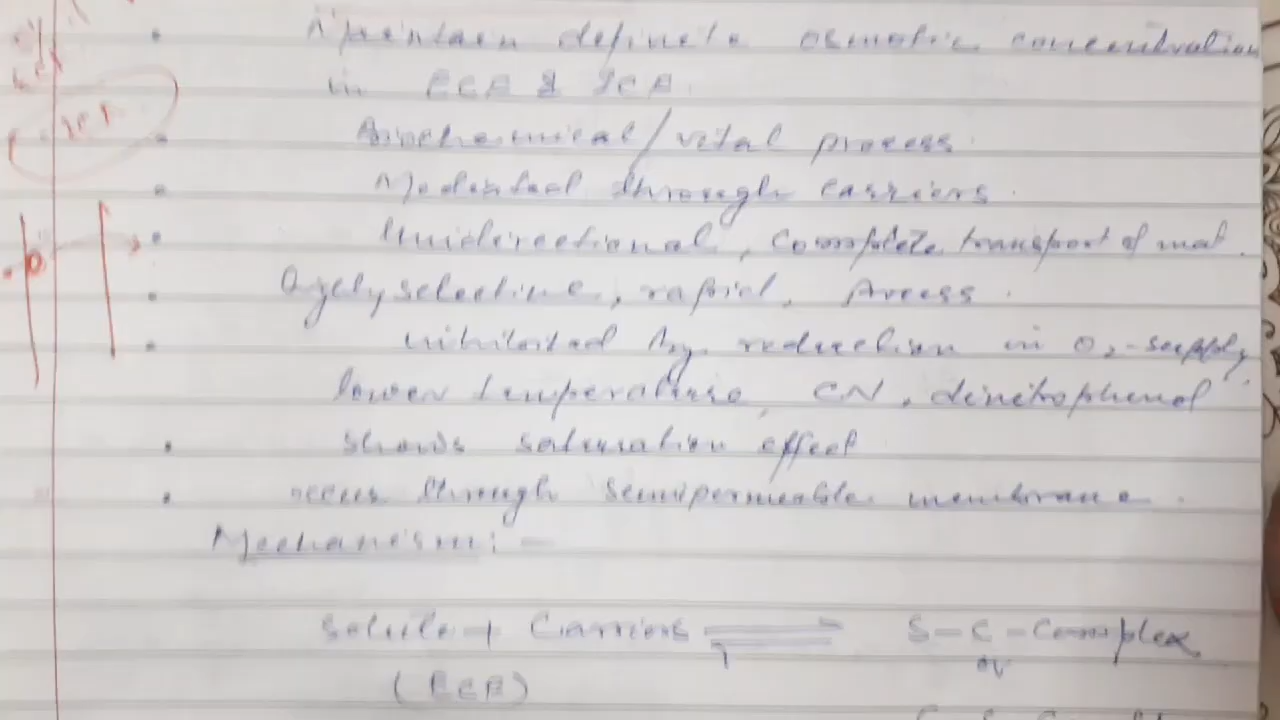 Maintain definite osmotic concentration
in ECF & ICF.
Biochemical/vital process.
Mediated through carriers.
Unidirectional, complete transport of mat.
selective, rapid, Process.
inhibited by reduction in O2-supply,
lower temperature, CN, dinitrophenol
shows saturation effect
occurs through semipermeable membrane.
Mechanism:-
Solute + Carriers ⇌ S-C-Complex
(ECF) or